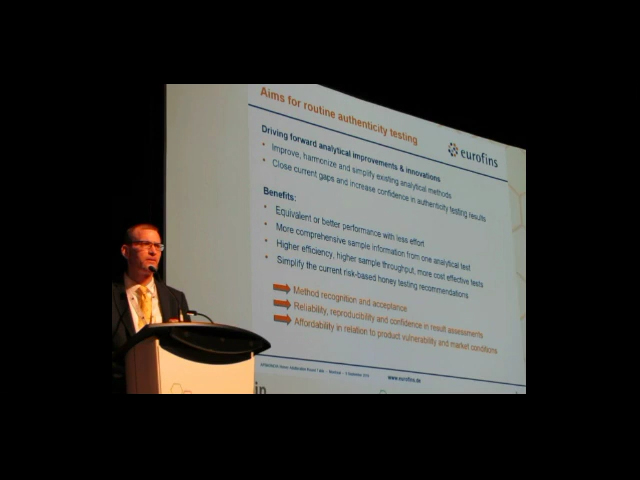 Aims for routine authenticity testing
eurofins
Driving forward analytical improvements & innovations
• Improve, harmonize and simplify existing analytical methods
• Close current gaps and increase confidence in authenticity testing results
Benefits:
• Equivalent or better performance with less effort
• More comprehensive sample information from one analytical test
• Higher efficiency, higher sample throughput, more cost effective tests
• Simplify the current risk-based honey testing recommendations
Method recognition and acceptance
Reliability, reproducibility and confidence in result assessments
Affordability in relation to product vulnerability and market conditions
www.eurofins.de
in